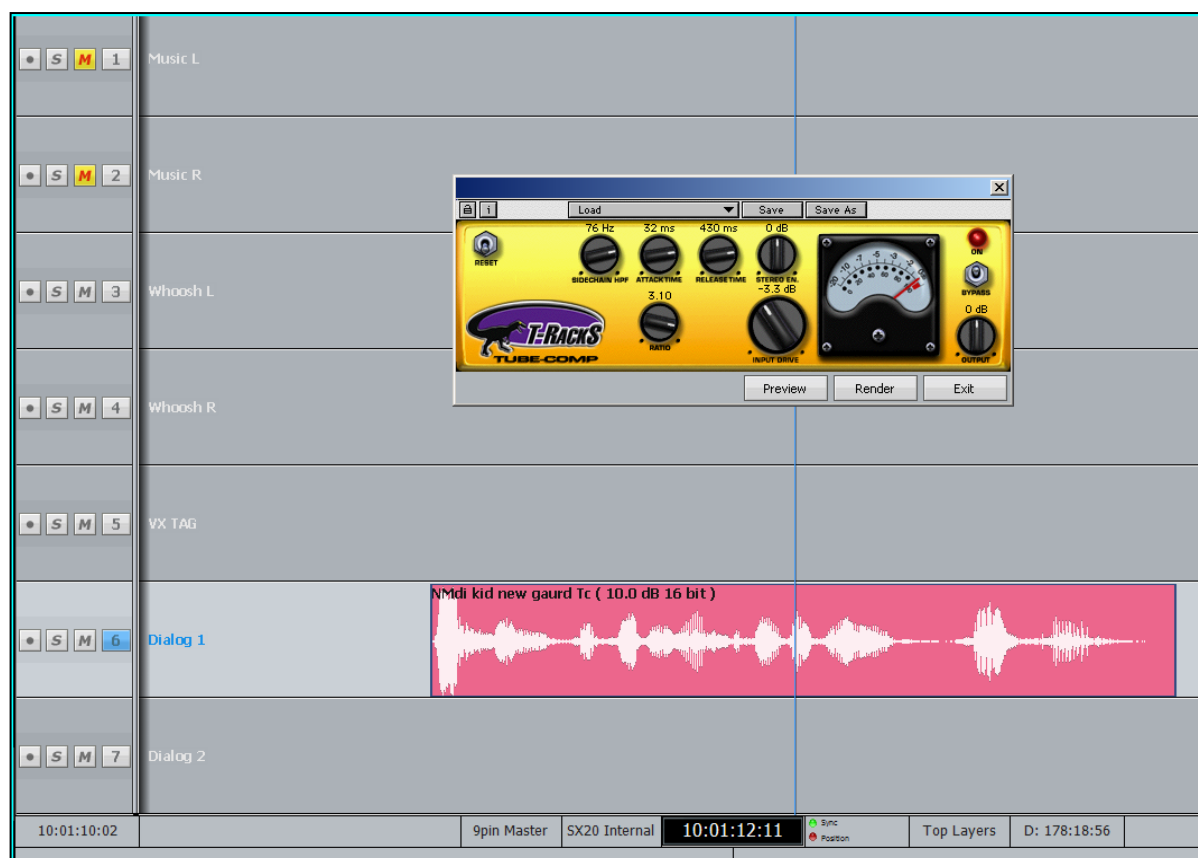 S M 1 Music L
S M 2 Music R
i Load Save Save As
76 Hz 32 ms 430 ms 0 dB
RESET
SIDECHAIN HPF ATTACK TIME RELEASE TIME STEREO EN.
ON
3.10 -3.3 dB
BYPASS
0 dB
T-RackS
TUBE-COMP
RATIO
INPUT DRIVE
OUTPUT
Preview Render Exit
S M 3 Whoosh L
S M 4 Whoosh R
S M 5 VX TAG
NMdi kid new gaurd Tc ( 10.0 dB 16 bit )
S M 6 Dialog 1
S M 7 Dialog 2
10:01:10:02 9pin Master SX20 Internal 10:01:12:11 Sync Position Top Layers D: 178:18:56